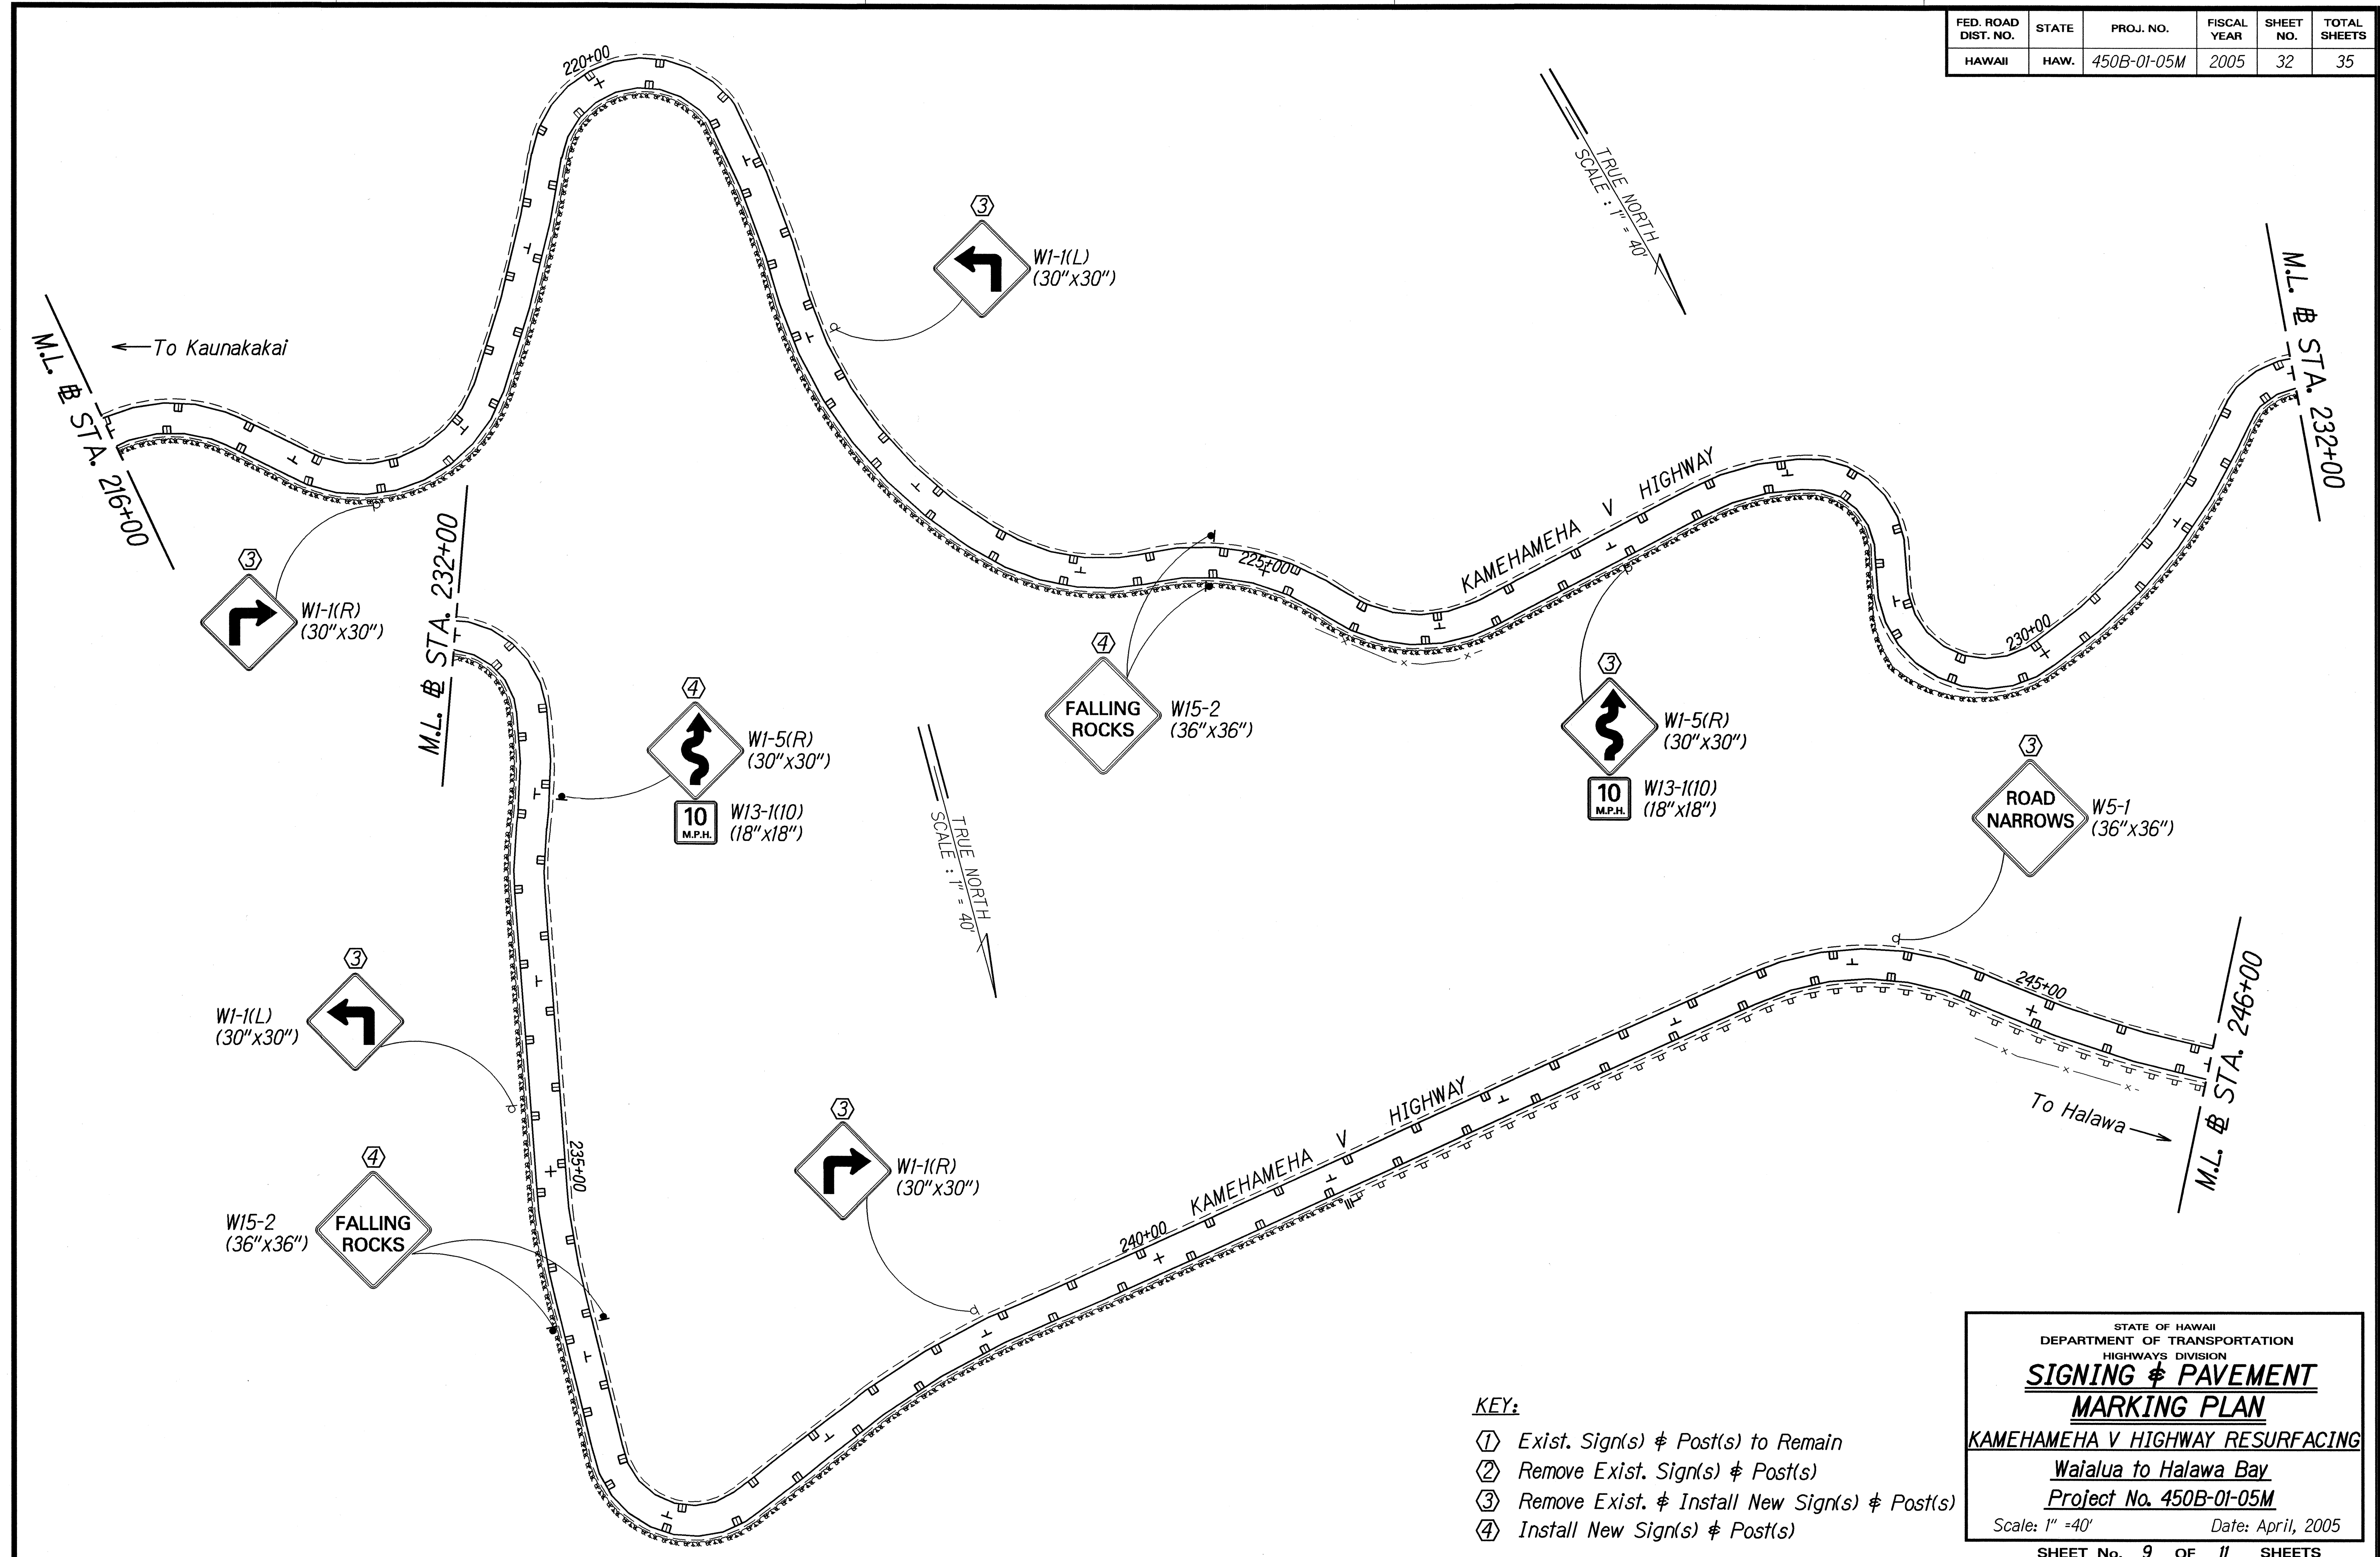 FED. ROAD DIST. NO. STATE PROJ. NO. FISCAL YEAR SHEET NO. TOTAL SHEETS
HAWAII HAW. 450B-01-05M 2005 32 35
220+00
TRUE NORTH
SCALE : 1" = 40'
3
W1-1(L)
(30"x30")
M.L. BL STA. 216+00
To Kaunakakai
M.L. BL STA. 232+00
KAMEHAMEHA V HIGHWAY
225+00
230+00
3
W1-1(R)
(30"x30")
M.L. BL STA. 232+00
4
W1-5(R)
(30"x30")
10
M.P.H.
W13-1(10)
(18"x18")
4
FALLING
ROCKS
W15-2
(36"x36")
3
W1-5(R)
(30"x30")
10
M.P.H.
W13-1(10)
(18"x18")
3
ROAD
NARROWS
W5-1
(36"x36")
TRUE NORTH
SCALE : 1" = 40'
3
W1-1(L)
(30"x30")
235+00
4
FALLING
ROCKS
W15-2
(36"x36")
3
W1-1(R)
(30"x30")
240+00
KAMEHAMEHA V HIGHWAY
245+00
M.L. BL STA. 246+00
To Halawa
KEY:
1 Exist. Sign(s) & Post(s) to Remain
2 Remove Exist. Sign(s) & Post(s)
3 Remove Exist. & Install New Sign(s) & Post(s)
4 Install New Sign(s) & Post(s)
STATE OF HAWAII
DEPARTMENT OF TRANSPORTATION
HIGHWAYS DIVISION
SIGNING & PAVEMENT
MARKING PLAN
KAMEHAMEHA V HIGHWAY RESURFACING
Waialua to Halawa Bay
Project No. 450B-01-05M
Scale: 1" =40' Date: April, 2005
SHEET No. 9 OF 11 SHEETS